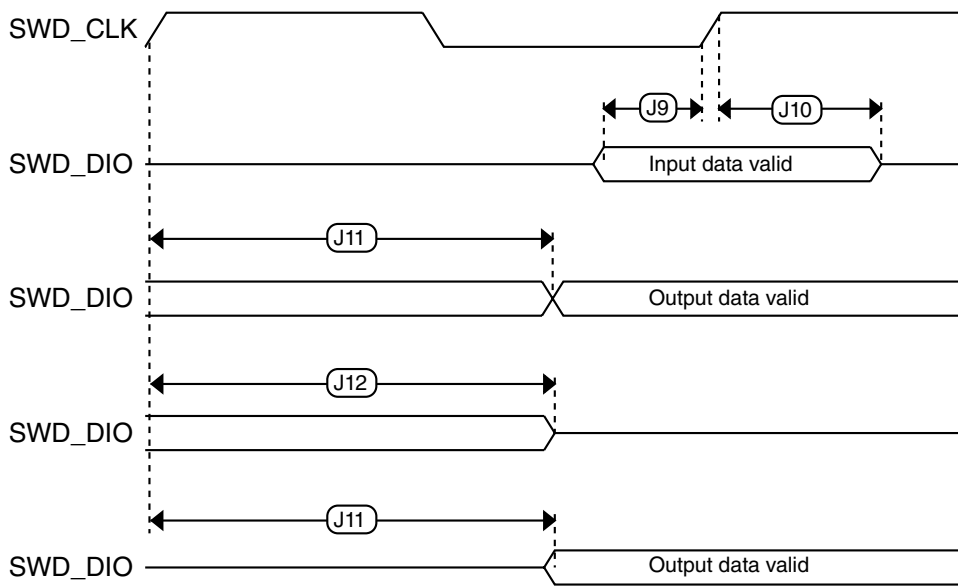 SWD_CLK
J9
J10
SWD_DIO
Input data valid
J11
SWD_DIO
Output data valid
J12
SWD_DIO
J11
SWD_DIO
Output data valid